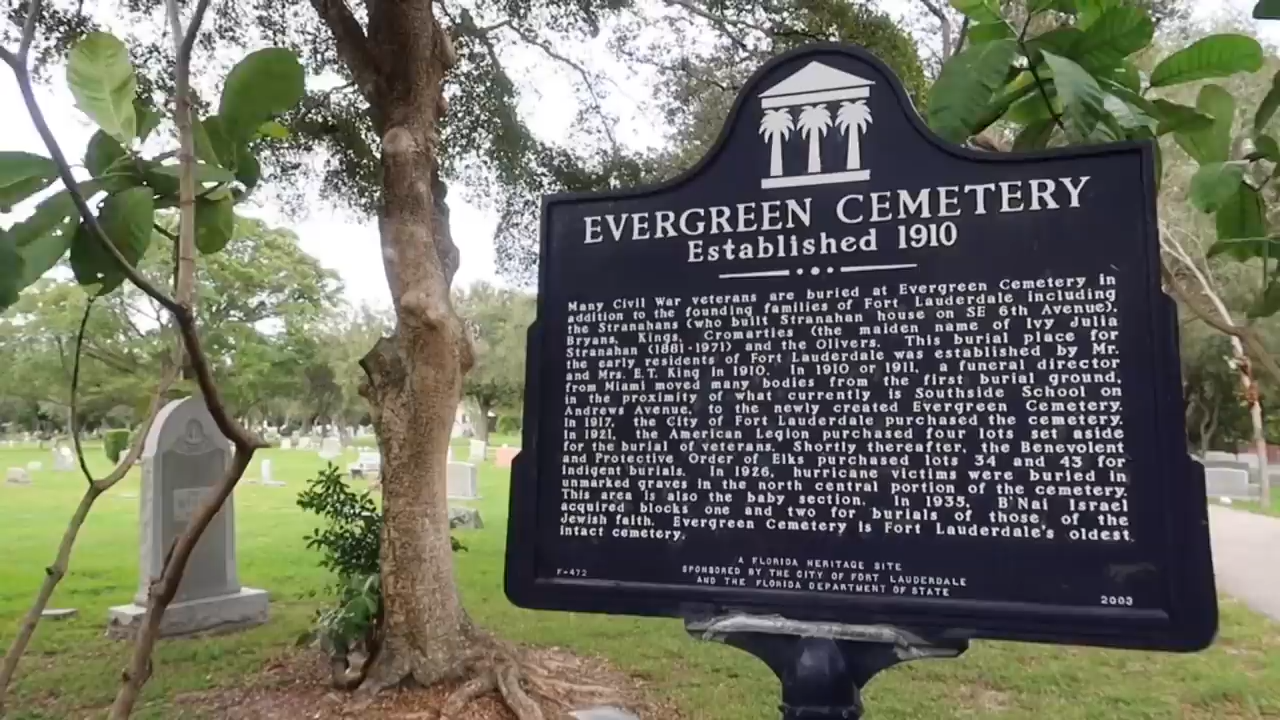 EVERGREEN CEMETERY
Established 1910
Many Civil War veterans are buried at Evergreen Cemetery in
addition to the founding families of Fort Lauderdale including
the Stranahans (who built Stranahan house on SE 6th Avenue),
Bryans, Kings, Cromarties (the maiden name of Ivy Julia
Stranahan (1881-1971) and the Olivers. This burial place for
the early residents of Fort Lauderdale was established by Mr.
and Mrs. E.T. King in 1910. In 1910 or 1911, a funeral director
from Miami moved many bodies from the first burial ground,
in the proximity of what currently is Southside School on
Andrews Avenue, to the newly created Evergreen Cemetery.
In 1917, the City of Fort Lauderdale purchased the cemetery.
In 1921, the American Legion purchased four lots set aside
for the burial of veterans. Shortly thereafter, the Benevolent
and Protective Order of Elks purchased lots 34 and 43 for
indigent burials. In 1926, hurricane victims were buried in
unmarked graves in the north central portion of the cemetery.
This area is also the baby section. In 1935, B'Nai Israel
acquired blocks one and two for burials of those of the
Jewish faith. Evergreen Cemetery is Fort Lauderdale's oldest
intact cemetery.
A FLORIDA HERITAGE SITE
SPONSORED BY THE CITY OF FORT LAUDERDALE
AND THE FLORIDA DEPARTMENT OF STATE
F-472
2003